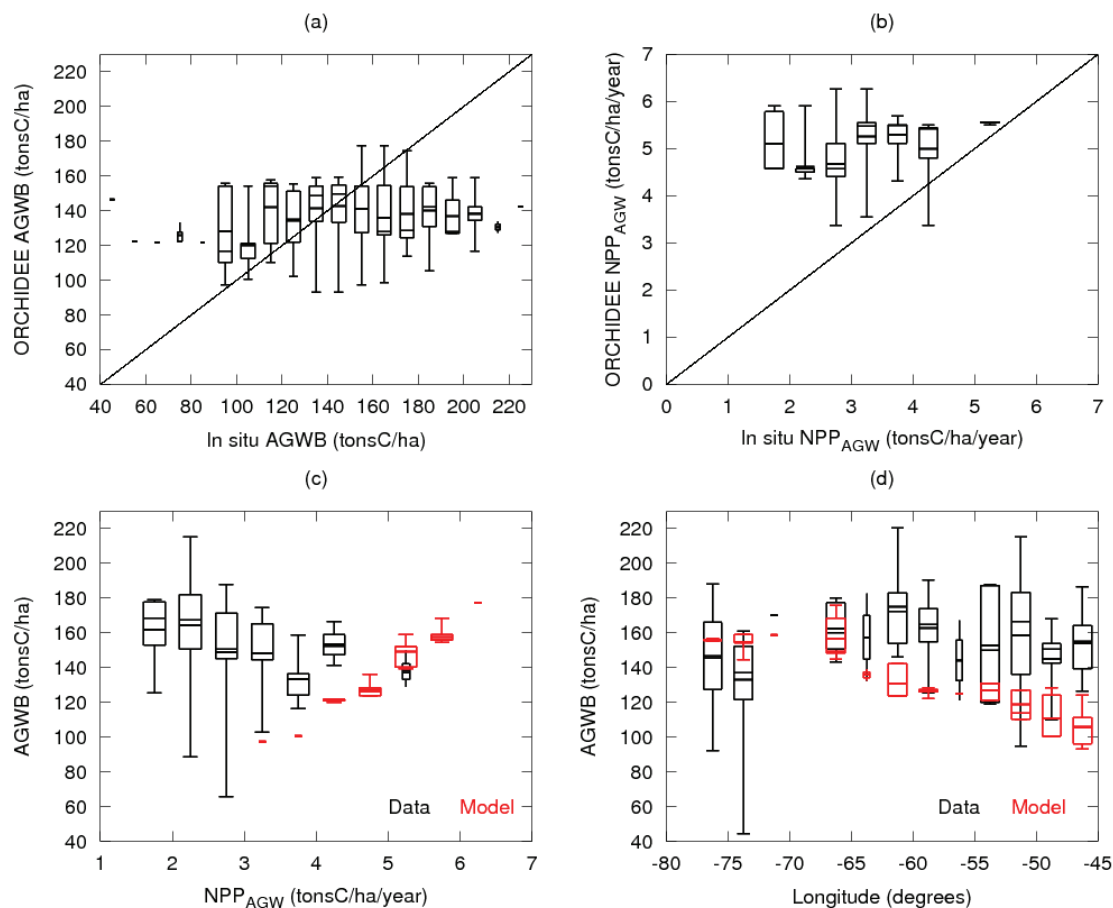 (a)
ORCHIDEE AGWB (tonsC/ha)
220
200
180
160
140
120
100
80
60
40
40 60 80 100 120 140 160 180 200 220
In situ AGWB (tonsC/ha)
(b)
ORCHIDEE NPP_AGW (tonsC/ha/year)
7
6
5
4
3
2
1
0
0 1 2 3 4 5 6 7
In situ NPP_AGW (tonsC/ha/year)
(c)
AGWB (tonsC/ha)
220
200
180
160
140
120
100
80
60
40
Data Model
1 2 3 4 5 6 7
NPP_AGW (tonsC/ha/year)
(d)
AGWB (tonsC/ha)
220
200
180
160
140
120
100
80
60
40
Data Model
-80 -75 -70 -65 -60 -55 -50 -45
Longitude (degrees)